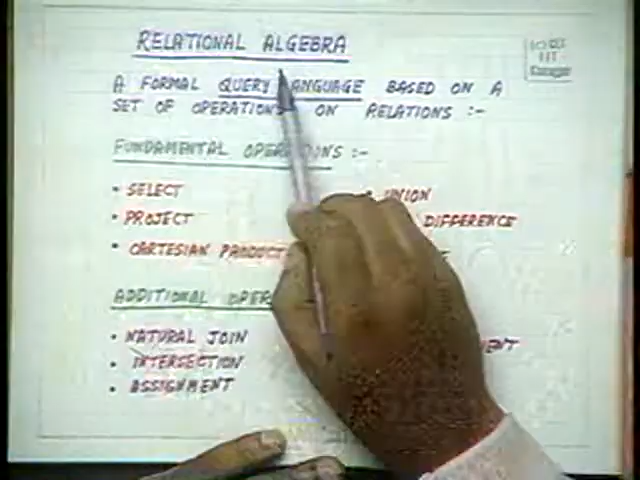 RELATIONAL ALGEBRA
A FORMAL QUERY LANGUAGE BASED ON A
SET OF OPERATIONS ON RELATIONS :-
FUNDAMENTAL OPERATIONS :-
• SELECT
• PROJECT
• CARTESIAN PRODUCT
• UNION
DIFFERENCE
ADDITIONAL
• NATURAL JOIN
• INTERSECTION
• ASSIGNMENT